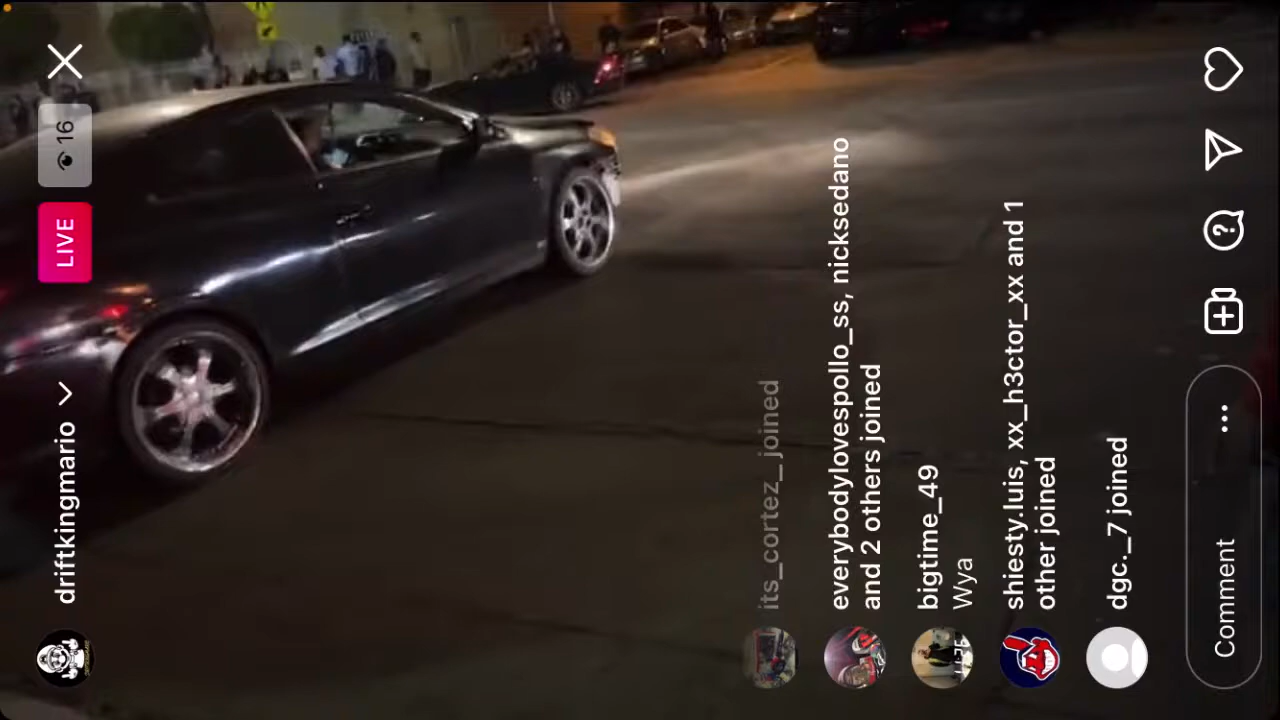 driftkingmario
LIVE
16
its_cortez_ joined
everybodylovespollo_ss, nicksedano
and 2 others joined
bigtime_49
Wya
shiesty.luis, xx_h3ctor_xx and 1
other joined
dgc._7 joined
Comment